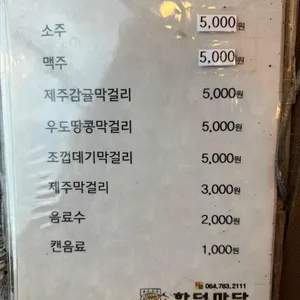 소주 5,000원
맥주 5,000원
제주감귤막걸리 5,000원
우도땅콩막걸리 5,000원
조껍데기막걸리 5,000원
제주막걸리 3,000원
음료수 2,000원
캔음료 1,000원
064.783.2111